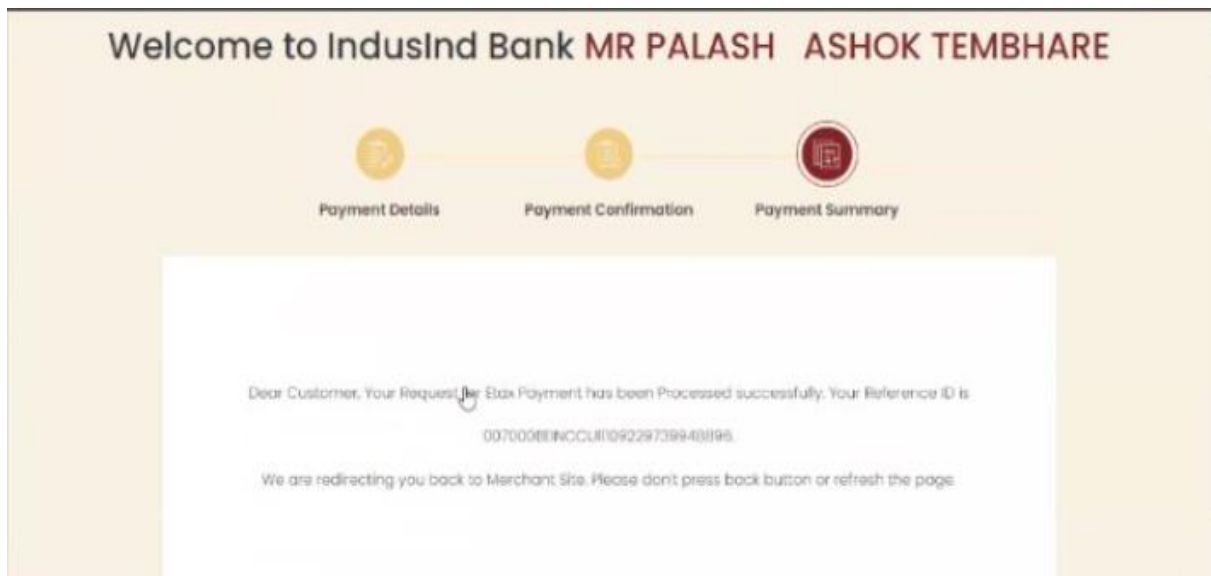 Welcome to IndusInd Bank MR PALASH ASHOK TEMBHARE
Payment Details
Payment Confirmation
Payment Summary
Dear Customer, Your Request Etax Payment has been Processed successfully. Your Reference ID is
We are redirecting you back to Merchant Site. Please don't press back button or refresh the page.